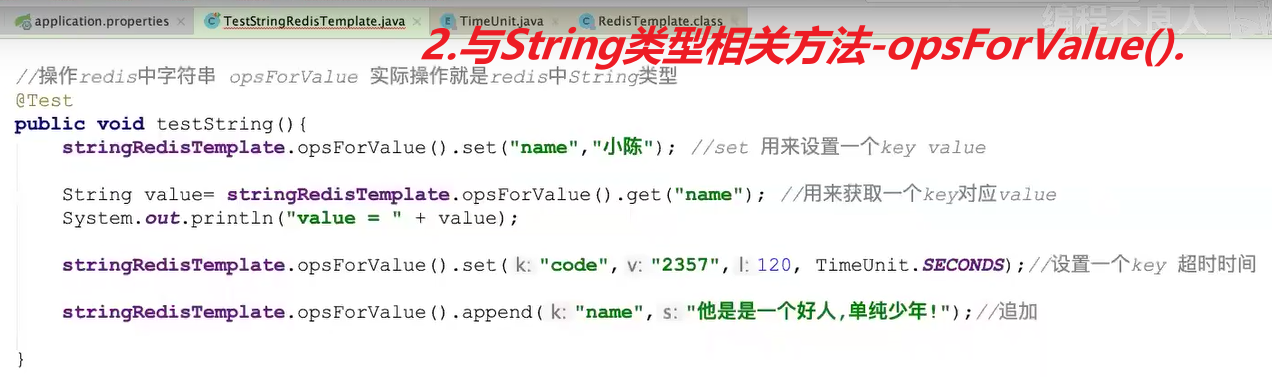 application.properties TestStringRedisTemplate.java TimeUnit.java RedisTemplate.class
编程不良人
2.与String类型相关方法-opsForValue().
//操作redis中字符串 opsForValue 实际操作就是redis中String类型
@Test
public void testString(){
stringRedisTemplate.opsForValue().set("name","小陈"); //set 用来设置一个key value
String value= stringRedisTemplate.opsForValue().get("name"); //用来获取一个key对应value
System.out.println("value = " + value);
stringRedisTemplate.opsForValue().set( k: "code", v: "2357", l: 120, TimeUnit.SECONDS);//设置一个key 超时时间
stringRedisTemplate.opsForValue().append( k: "name", s: "他是是一个好人,单纯少年!");//追加
}